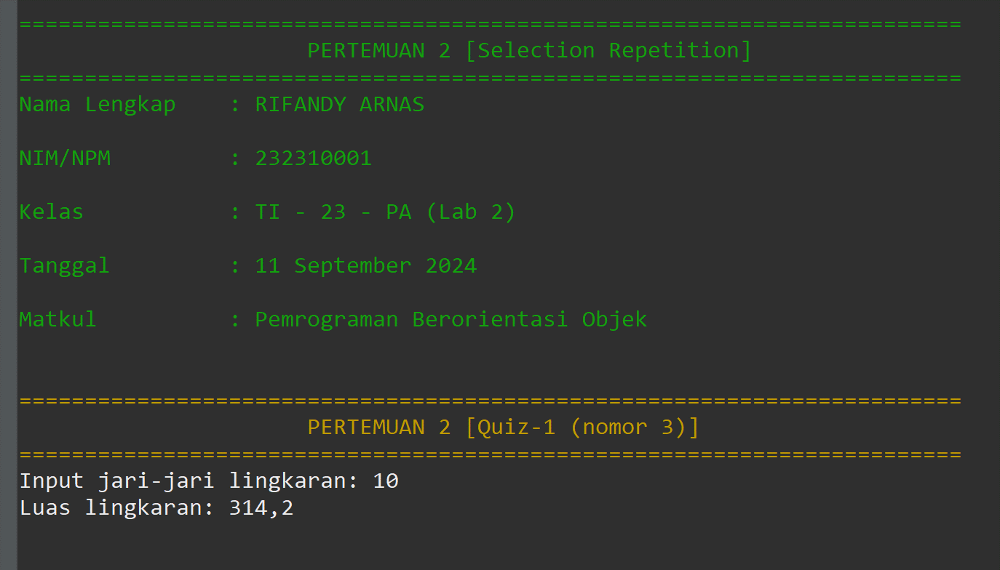 ========================================================================
PERTEMUAN 2 [Selection Repetition]
========================================================================
Nama Lengkap    : RIFANDY ARNAS
NIM/NPM         : 232310001
Kelas           : TI - 23 - PA (Lab 2)
Tanggal         : 11 September 2024
Matkul          : Pemrograman Berorientasi Objek
========================================================================
PERTEMUAN 2 [Quiz-1 (nomor 3)]
========================================================================
Input jari-jari lingkaran: 10
Luas lingkaran: 314,2